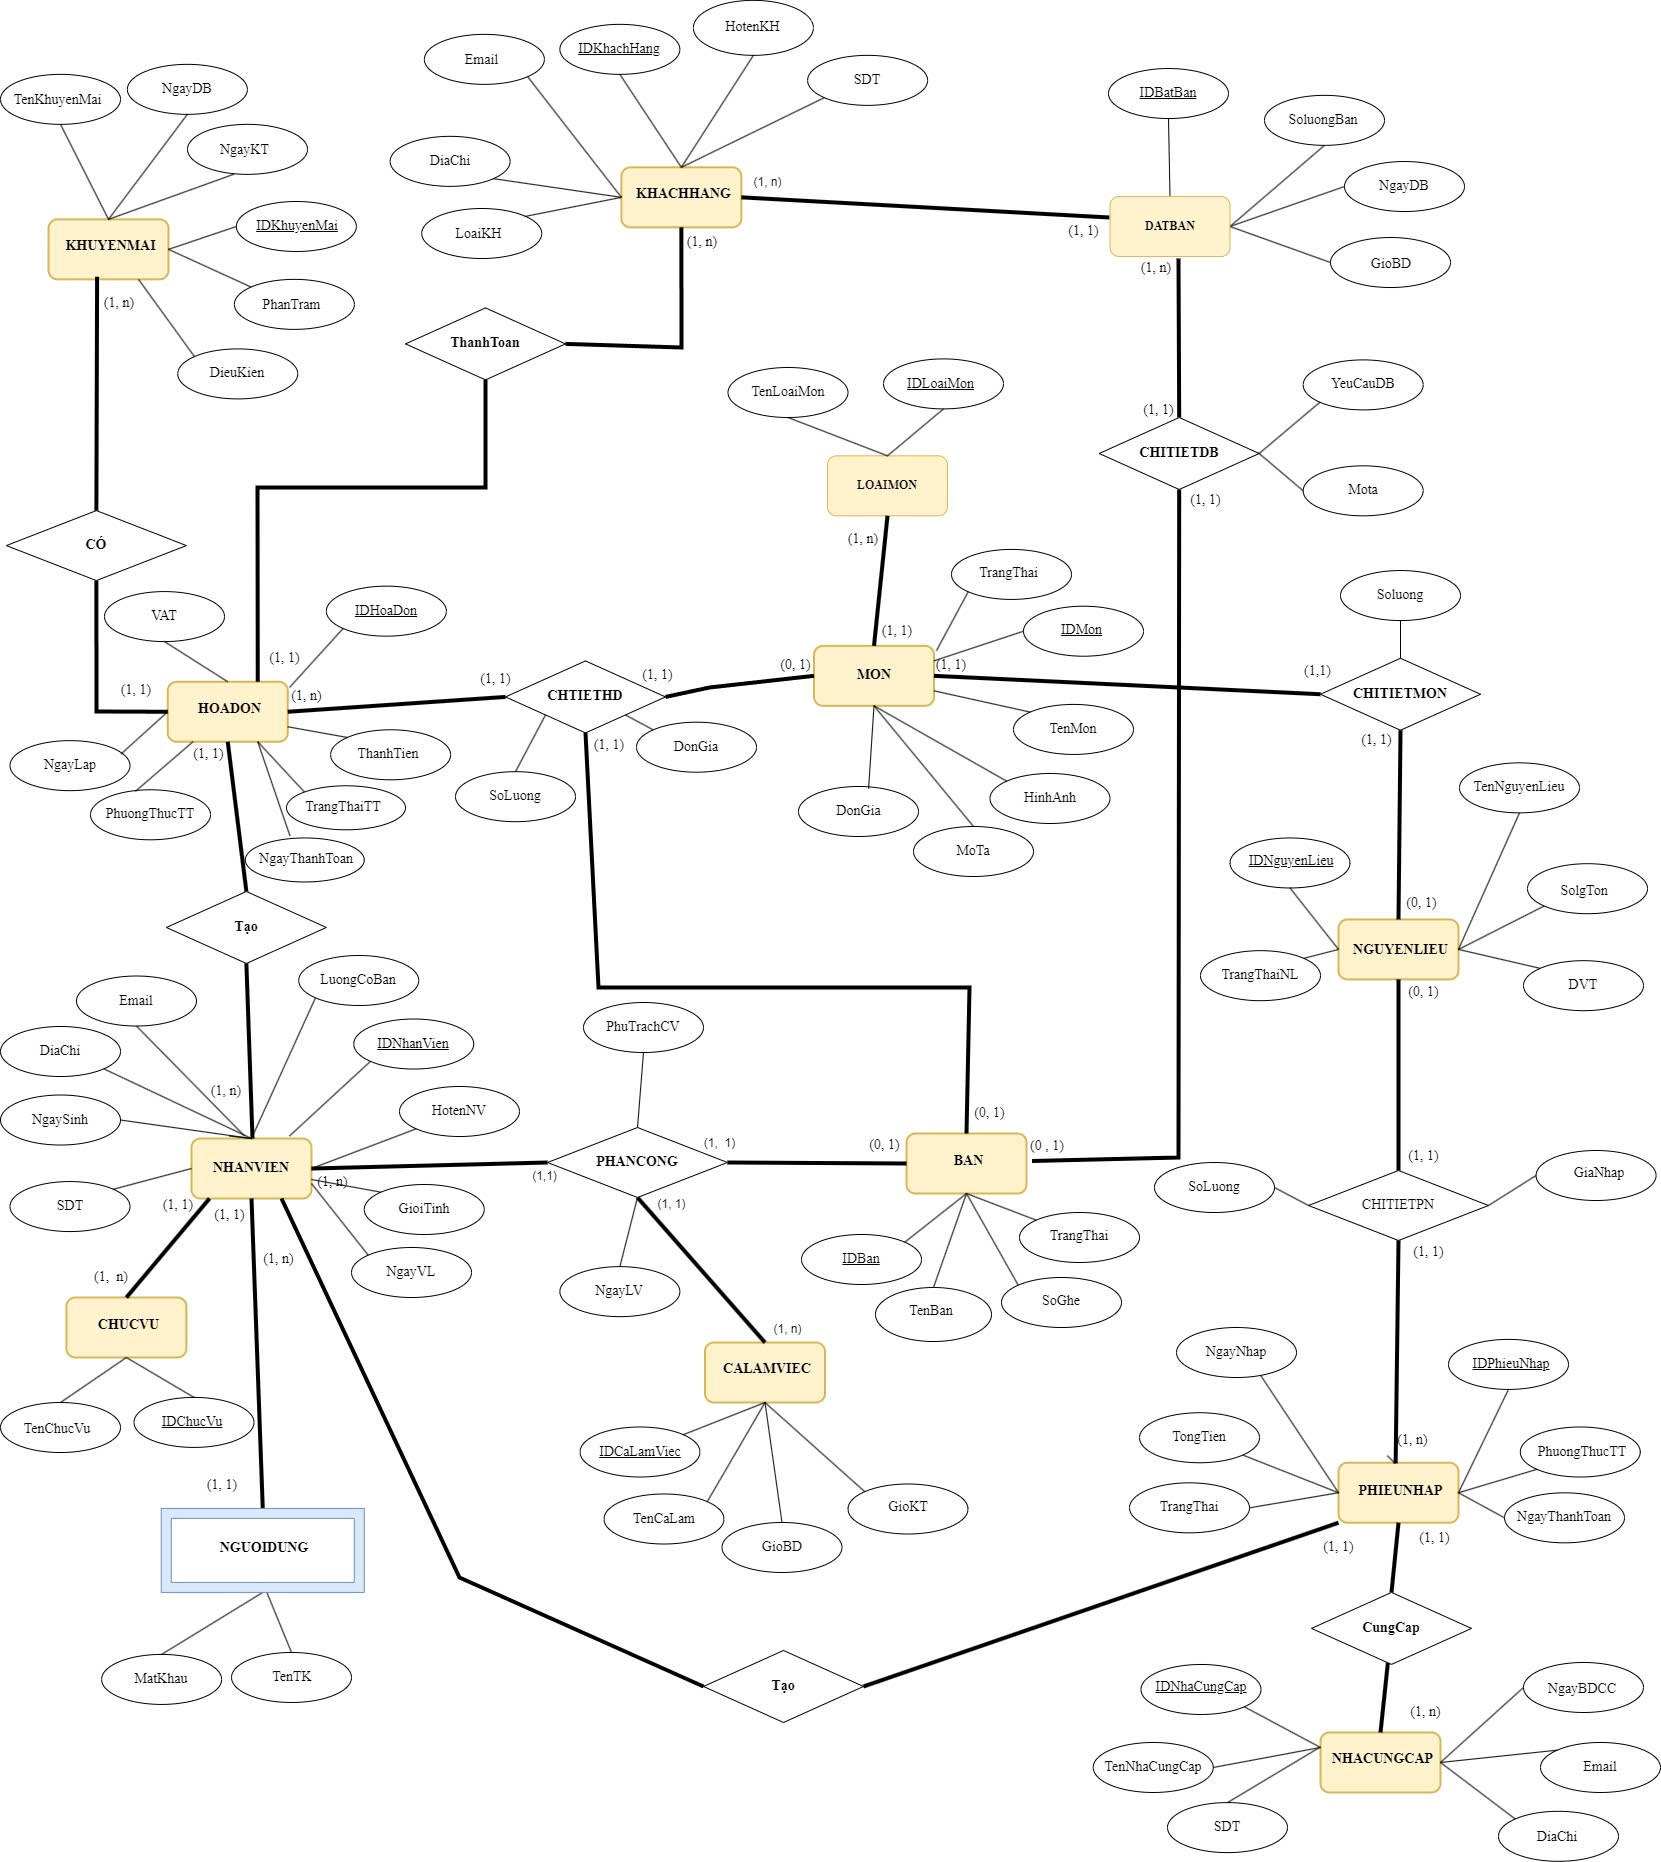 HotenKH
IDKhachHang
Email
SDT
NgayDB
TenKhuyenMai
IDBatBan
SoluongBan
NgayKT
DiaChi
NgayDB
KHACHHANG
(1, n)
IDKhuyenMai
LoaiKH
DATBAN
(1, 1)
KHUYENMAI
(1, n)
GioBD
(1, n)
(1, n)
PhanTram
ThanhToan
DieuKien
TenLoaiMon
IDLoaiMon
YeuCauDB
(1, 1)
CHITIETDB
LOAIMON
Mota
(1, 1)
CÓ
(1, n)
TrangThai
Soluong
VAT
IDHoaDon
(1, 1)
IDMon
(1, 1)
(1, 1)
(1, 1)
(0, 1)
MON
(1, 1)
(1,1)
(1, 1)
HOADON
(1, n)
CHTIETHD
CHITIETMON
(1, 1)
(1, 1)
DonGia
TenMon
(1, 1)
NgayLap
ThanhTien
PhuongThucTT
TrangThaiTT
SoLuong
DonGia
HinhAnh
TenNguyenLieu
NgayThanhToan
MoTa
IDNguyenLieu
SolgTon
(0, 1)
Tạo
NGUYENLIEU
TrangThaiNL
DVT
(0, 1)
LuongCoBan
Email
DiaChi
IDNhanVien
PhuTrachCV
(1, n)
NgaySinh
HotenNV
(0, 1)
(1, 1)
(0, 1)
(0 , 1)
(1, 1)
NHANVIEN
(1, n)
(1,1)
PHANCONG
BAN
SoLuong
GiaNhap
SDT
(1, 1)
(1, 1)
GioiTinh
(1, 1)
CHITIETPN
TrangThai
(1, 1)
(1, n)
NgayVL
NgayLV
IDBan
(1, n)
TenBan
SoGhe
CHUCVU
(1, n)
CALAMVIEC
NgayNhap
IDPhieuNhap
TenChucVu
IDChucVu
IDCaLamViec
TongTien
(1, n)
PhuongThucTT
(1, 1)
TenCaLam
GioKT
TrangThai
PHIEUNHAP
NgayThanhToan
NGUOIDUNG
GioBD
(1, 1)
(1, 1)
CungCap
MatKhau
TenTK
Tạo
IDNhaCungCap
NgayBDCC
(1, n)
TenNhaCungCap
NHACUNGCAP
Email
SDT
DiaChi